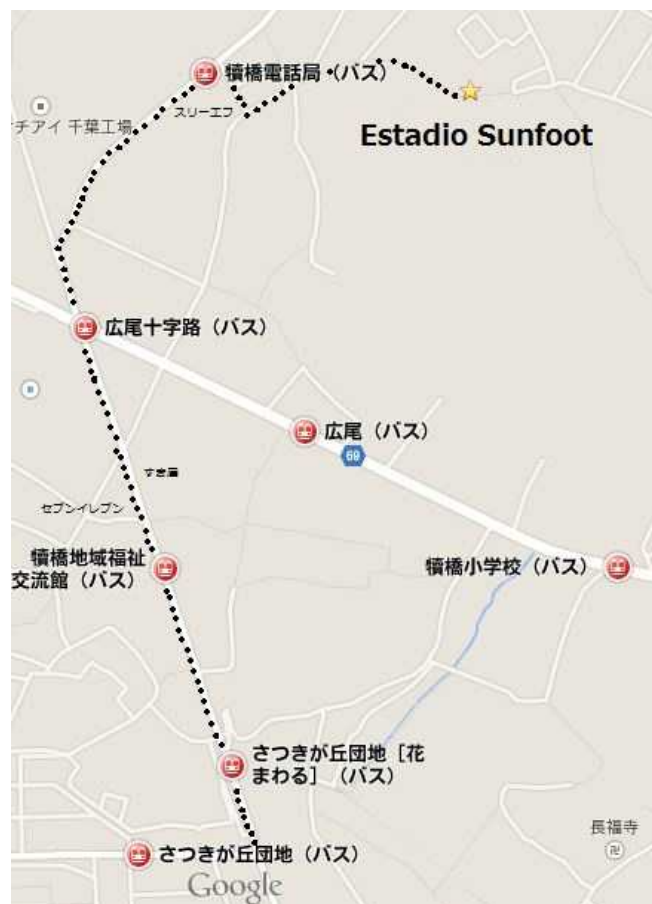 犢橋電話局（バス）
スリーエフ
チアイ 千葉工場
Estadio Sunfoot
広尾十字路（バス）
広尾（バス）
69
すき屋
セブンイレブン
犢橋地域福祉
交流館（バス）
犢橋小学校（バス）
さつきが丘団地［花
まわる］（バス）
長福寺
卍
さつきが丘団地（バス）
Google